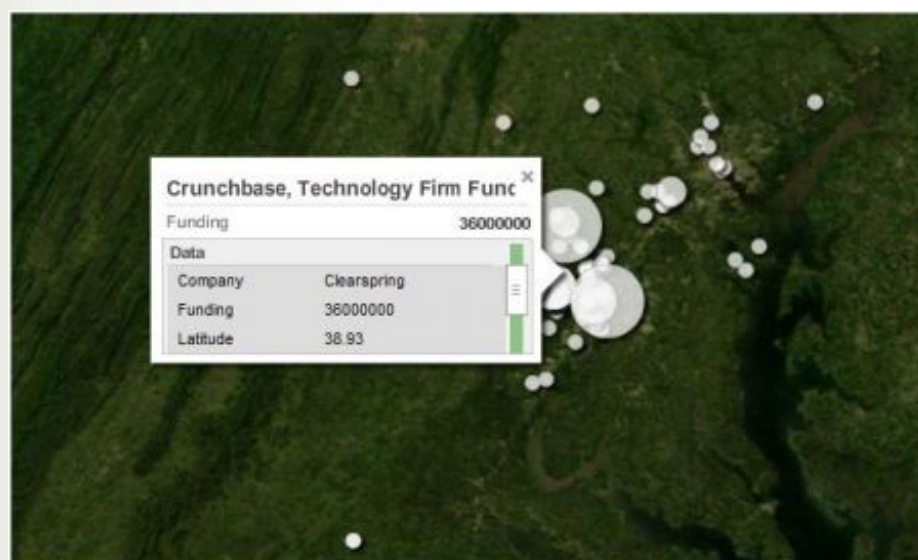 Crunchbase, Technology Firm Func
Funding 36000000
Data
Company Clearspring
Funding 36000000
Latitude 38.93